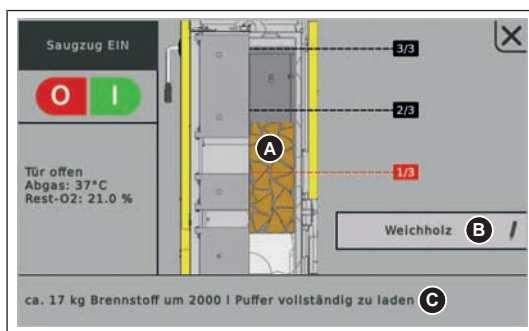 Saugzug EIN
O I
Tür offen
Abgas: 37°C
Rest-O2: 21.0 %
3/3
2/3
A
1/3
Weichholz B
ca. 17 kg Brennstoff um 2000 l Puffer vollständig zu laden C